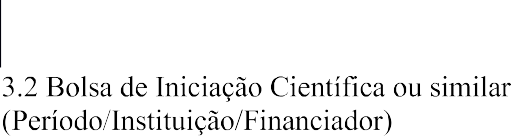 3.2 Bolsa de Iniciação Científica ou similar
(Período/Instituição/Financiador)